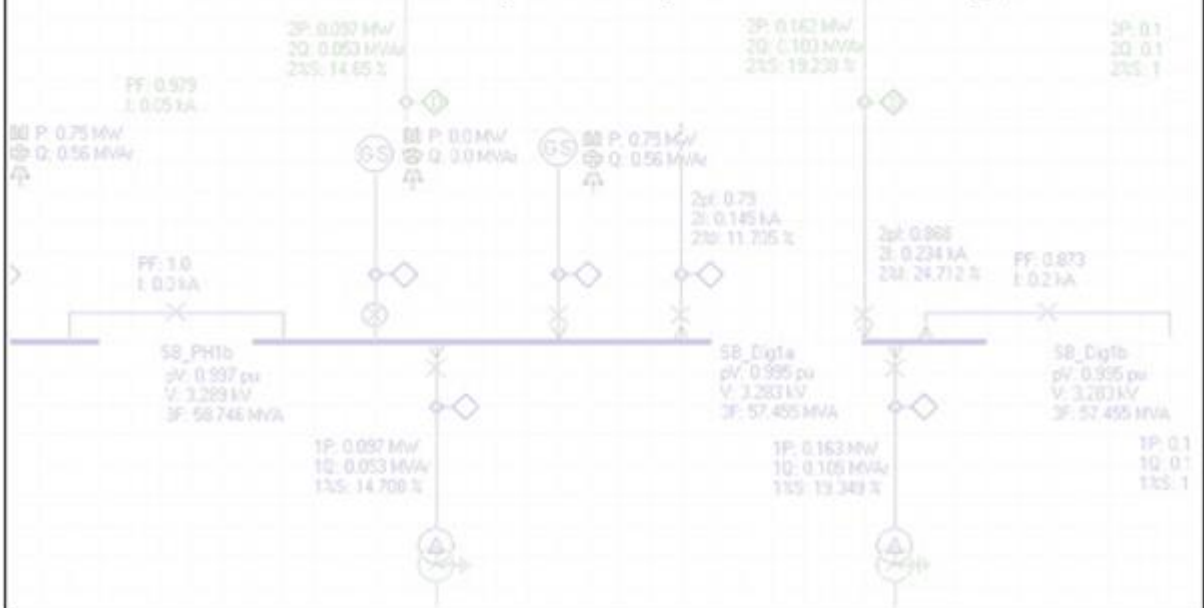 2P: 0.097 MW
2Q: 0.053 MVAr
2%S: 14.65 %
2P: 0.162 MW
2Q: 0.103 MVAr
2%S: 19.238 %
2P: 0.1
2Q: 0.1
2%S: 1
PF: 0.979
I: 0.05 kA
P: 0.75 MW
Q: 0.56 MVAr
GS
P: 0.0 MW
Q: 0.0 MVAr
GS
P: 0.75 MW
Q: 0.56 MVAr
2pf: 0.79
2I: 0.145 kA
2%I: 11.705 %
2pf: 0.866
2I: 0.234 kA
2%I: 24.712 %
PF: 1.0
I: 0.3 kA
PF: 0.873
I: 0.2 kA
SB_PH1b
pV: 0.997 pu
V: 3.289 kV
3F: 58.746 MVA
SB_Dig1a
pV: 0.995 pu
V: 3.283 kV
3F: 57.455 MVA
SB_Dig1b
pV: 0.995 pu
V: 3.283 kV
3F: 57.455 MVA
1P: 0.097 MW
1Q: 0.053 MVAr
1%S: 14.708 %
1P: 0.163 MW
1Q: 0.105 MVAr
1%S: 19.349 %
1P: 0.1
1Q: 0.1
1%S: 1